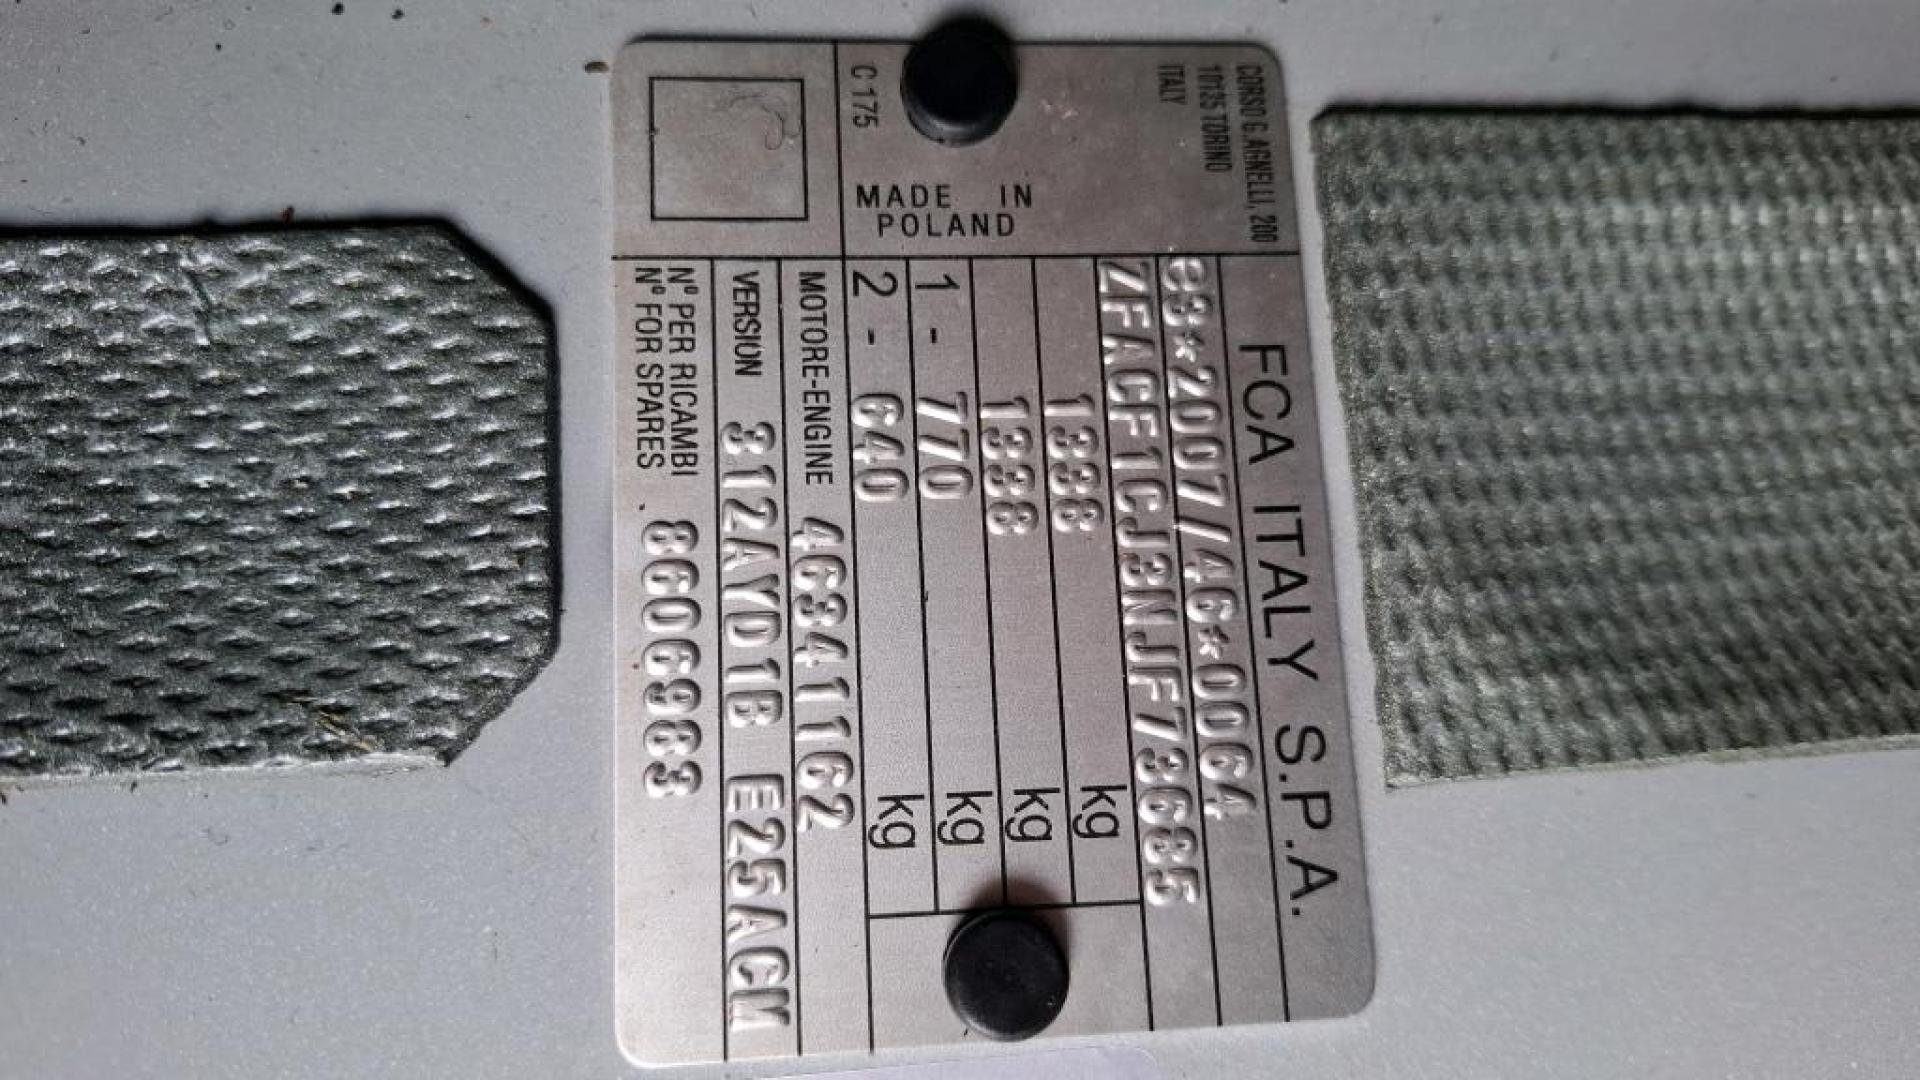 FCA ITALY S.P.A.
CORSO G. AGNELLI, 200
10135 TORINO
ITALY
e3*2007/46*0064
ZFACF1CJ3NJF73685
1338 kg
1338 kg
1 - 770 kg
2 - 640 kg
MADE IN
POLAND
C 175
MOTORE-ENGINE 46341162
VERSION 312AYD1B E25ACM
Nº PER RICAMBI
Nº FOR SPARES . 8606983